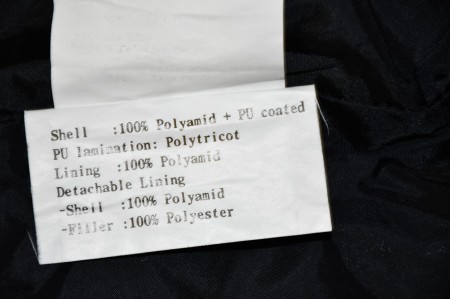 Shell :100% Polyamid + PU coated
PU lamination: Polytricot
Lining :100% Polyamid
Detachable Lining
-Shell :100% Polyamid
-Filler :100% Polyester